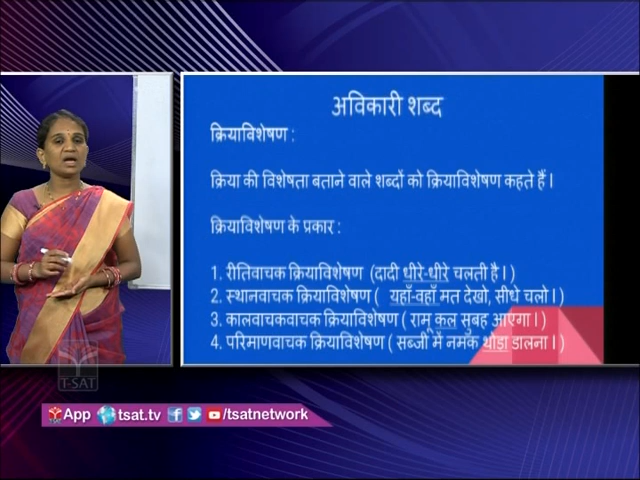 अविकारी शब्द
क्रियाविशेषण :
क्रिया की विशेषता बताने वाले शब्दों को क्रियाविशेषण कहते हैं ।
क्रियाविशेषण के प्रकार :
1. रीतिवाचक क्रियाविशेषण (दादी धीरे-धीरे चलती है । )
2. स्थानवाचक क्रियाविशेषण ( यहाँ-वहाँ मत देखो, सीधे चलो । )
3. कालवाचकवाचक क्रियाविशेषण ( रामू कल सुबह आएगा । )
4. परिमाणवाचक क्रियाविशेषण ( सब्जी में नमक थोडा डालना । )
T-SAT
App tsat.tv /tsatnetwork